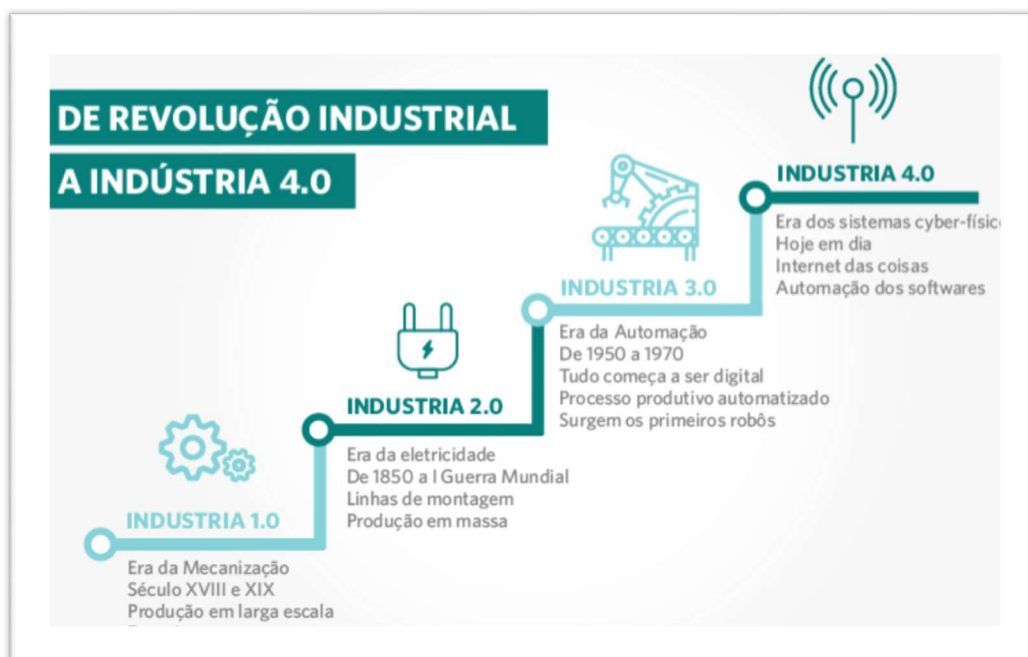 DE REVOLUÇÃO INDUSTRIAL
A INDÚSTRIA 4.0
INDUSTRIA 4.0
Era dos sistemas cyber-físic
Hoje em dia
Internet das coisas
Automação dos softwares
INDUSTRIA 3.0
Era da Automação
De 1950 a 1970
Tudo começa a ser digital
Processo produtivo automatizado
Surgem os primeiros robôs
INDUSTRIA 2.0
Era da eletricidade
De 1850 a I Guerra Mundial
Linhas de montagem
Produção em massa
INDUSTRIA 1.0
Era da Mecanização
Século XVIII e XIX
Produção em larga escala